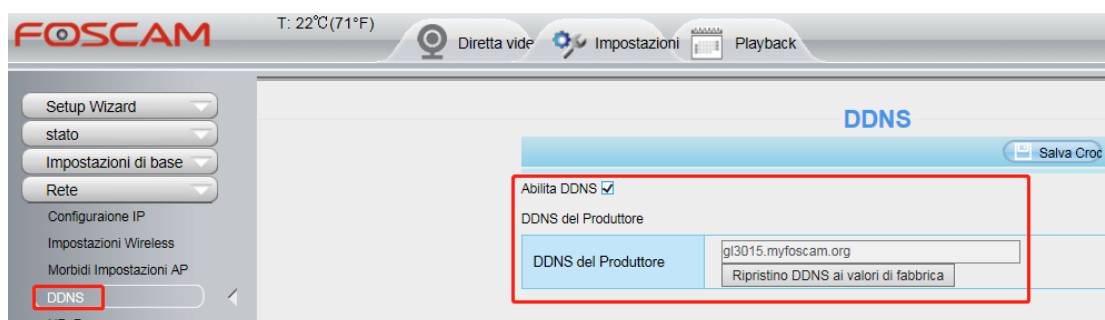 FOSCAM
T: 22℃(71°F)
Diretta vide
Impostazioni
Playback
Setup Wizard
stato
Impostazioni di base
Rete
Configuraione IP
Impostazioni Wireless
Morbidi Impostazioni AP
DDNS
DDNS
Salva Croc
Abilita DDNS
DDNS del Produttore
DDNS del Produttore
gl3015.myfoscam.org
Ripristino DDNS ai valori di fabbrica